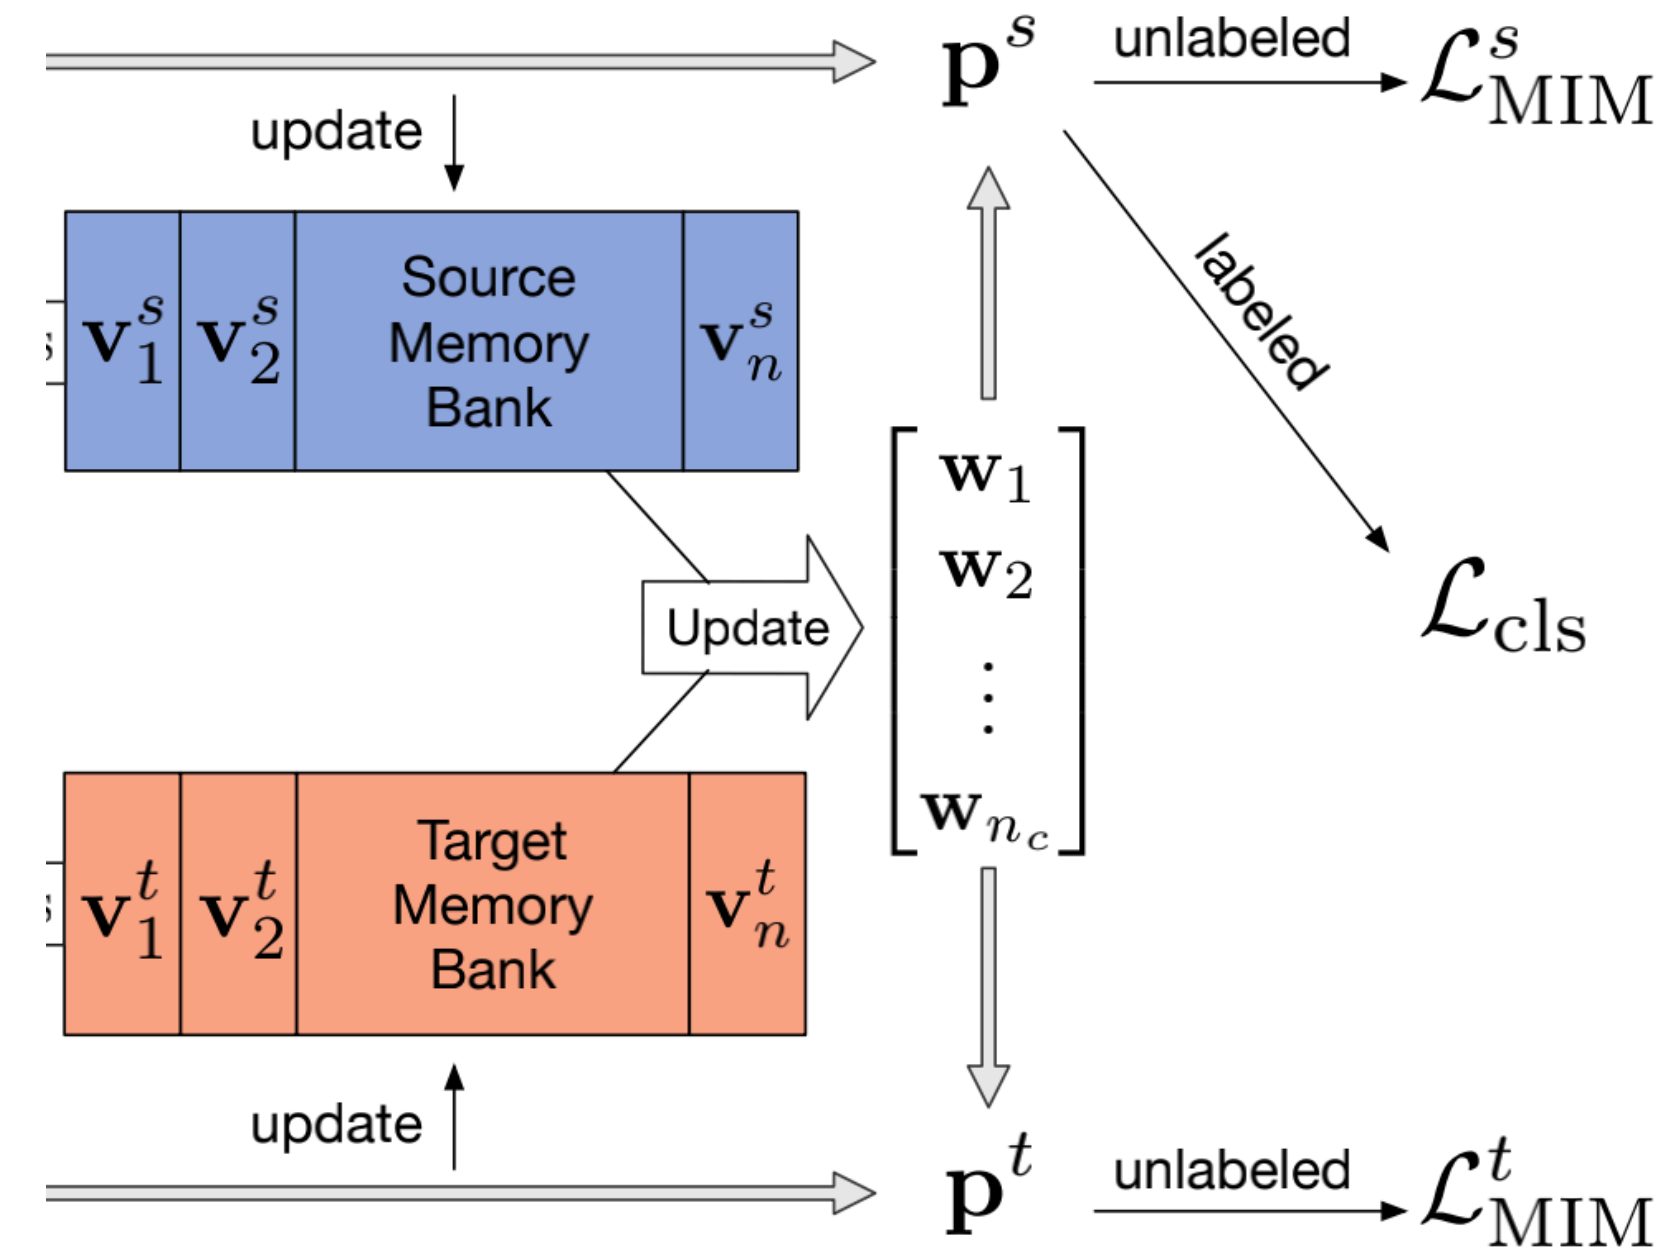 p^s unlabeled ℒ^s_MIM
update
v^s_1 v^s_2 Source Memory Bank v^s_n
labeled
w_1
w_2
⋮
w_{n_c}
Update
ℒ_cls
v^t_1 v^t_2 Target Memory Bank v^t_n
update
p^t unlabeled ℒ^t_MIM